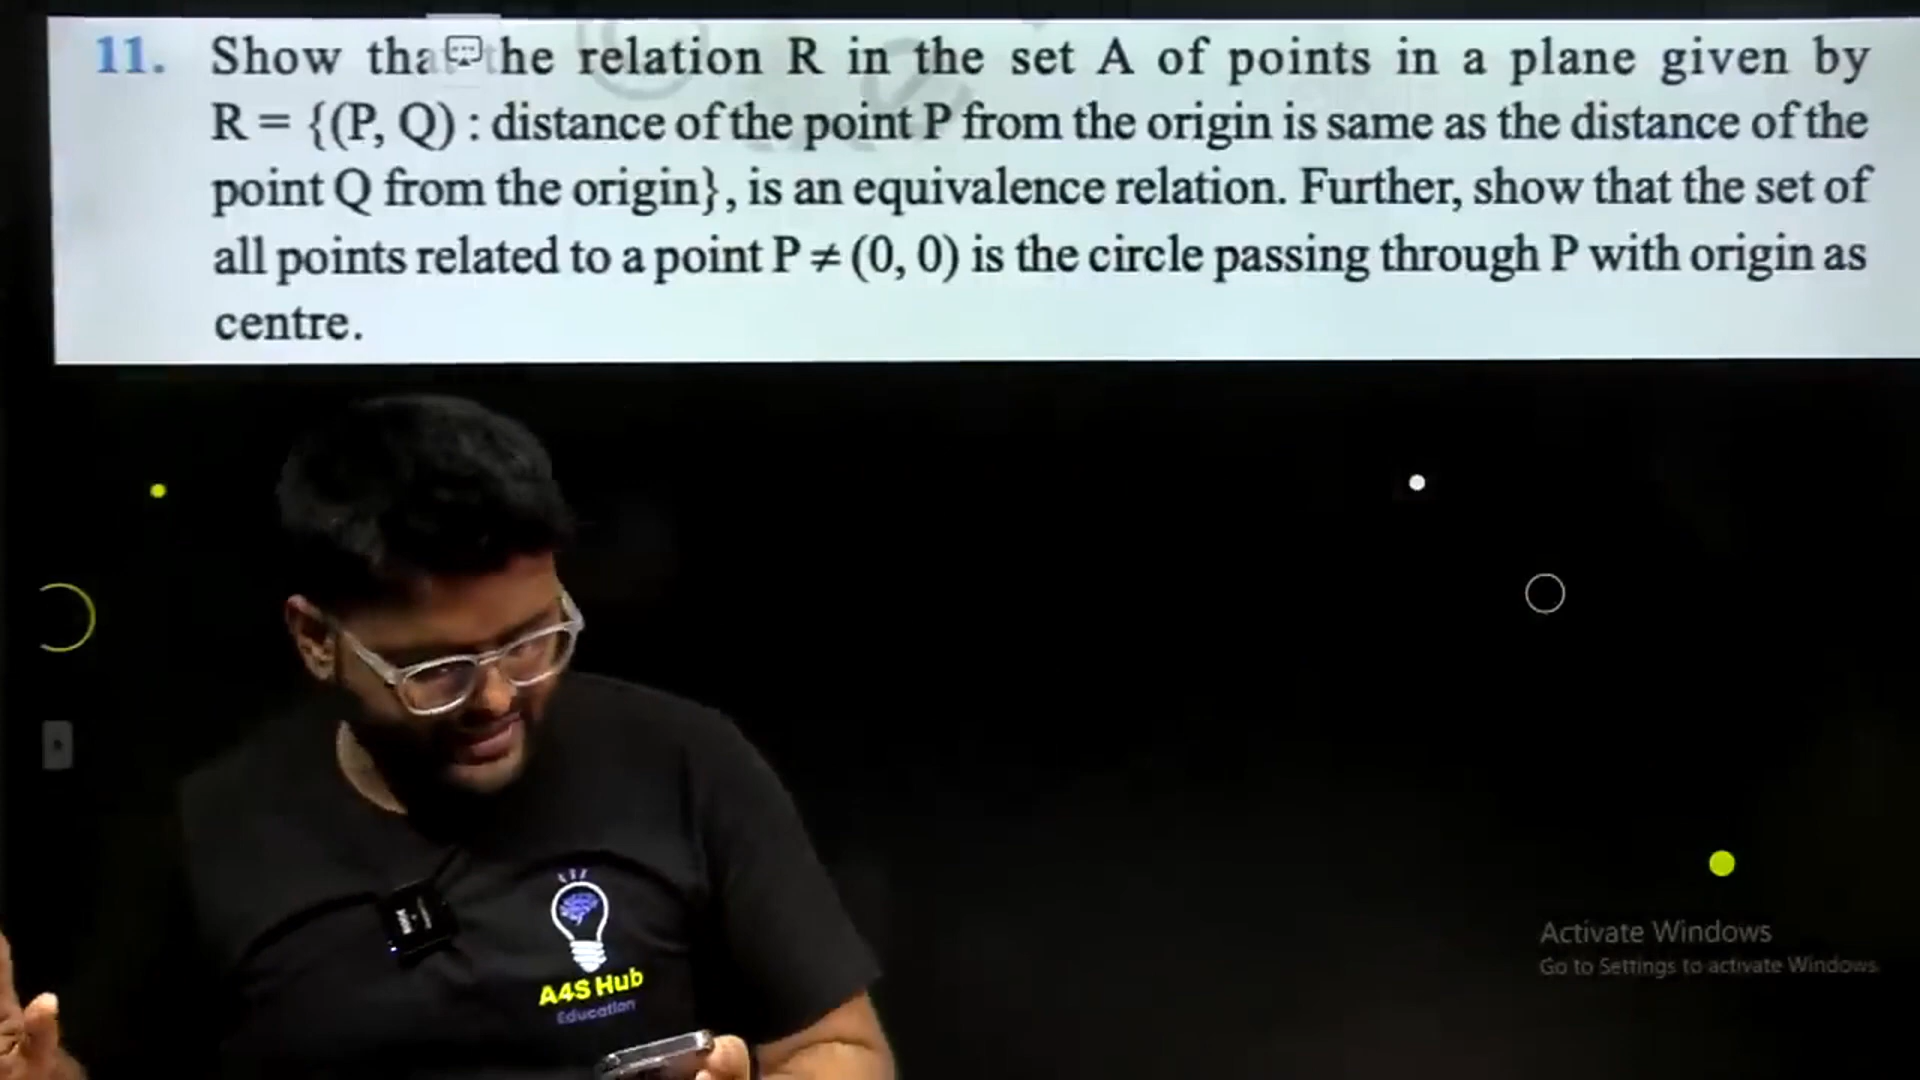 11. Show that the relation R in the set A of points in a plane given by
R = {(P, Q) : distance of the point P from the origin is same as the distance of the
point Q from the origin}, is an equivalence relation. Further, show that the set of
all points related to a point P ≠ (0, 0) is the circle passing through P with origin as
centre.
A4S Hub
Education
Activate Windows
Go to Settings to activate Windows.